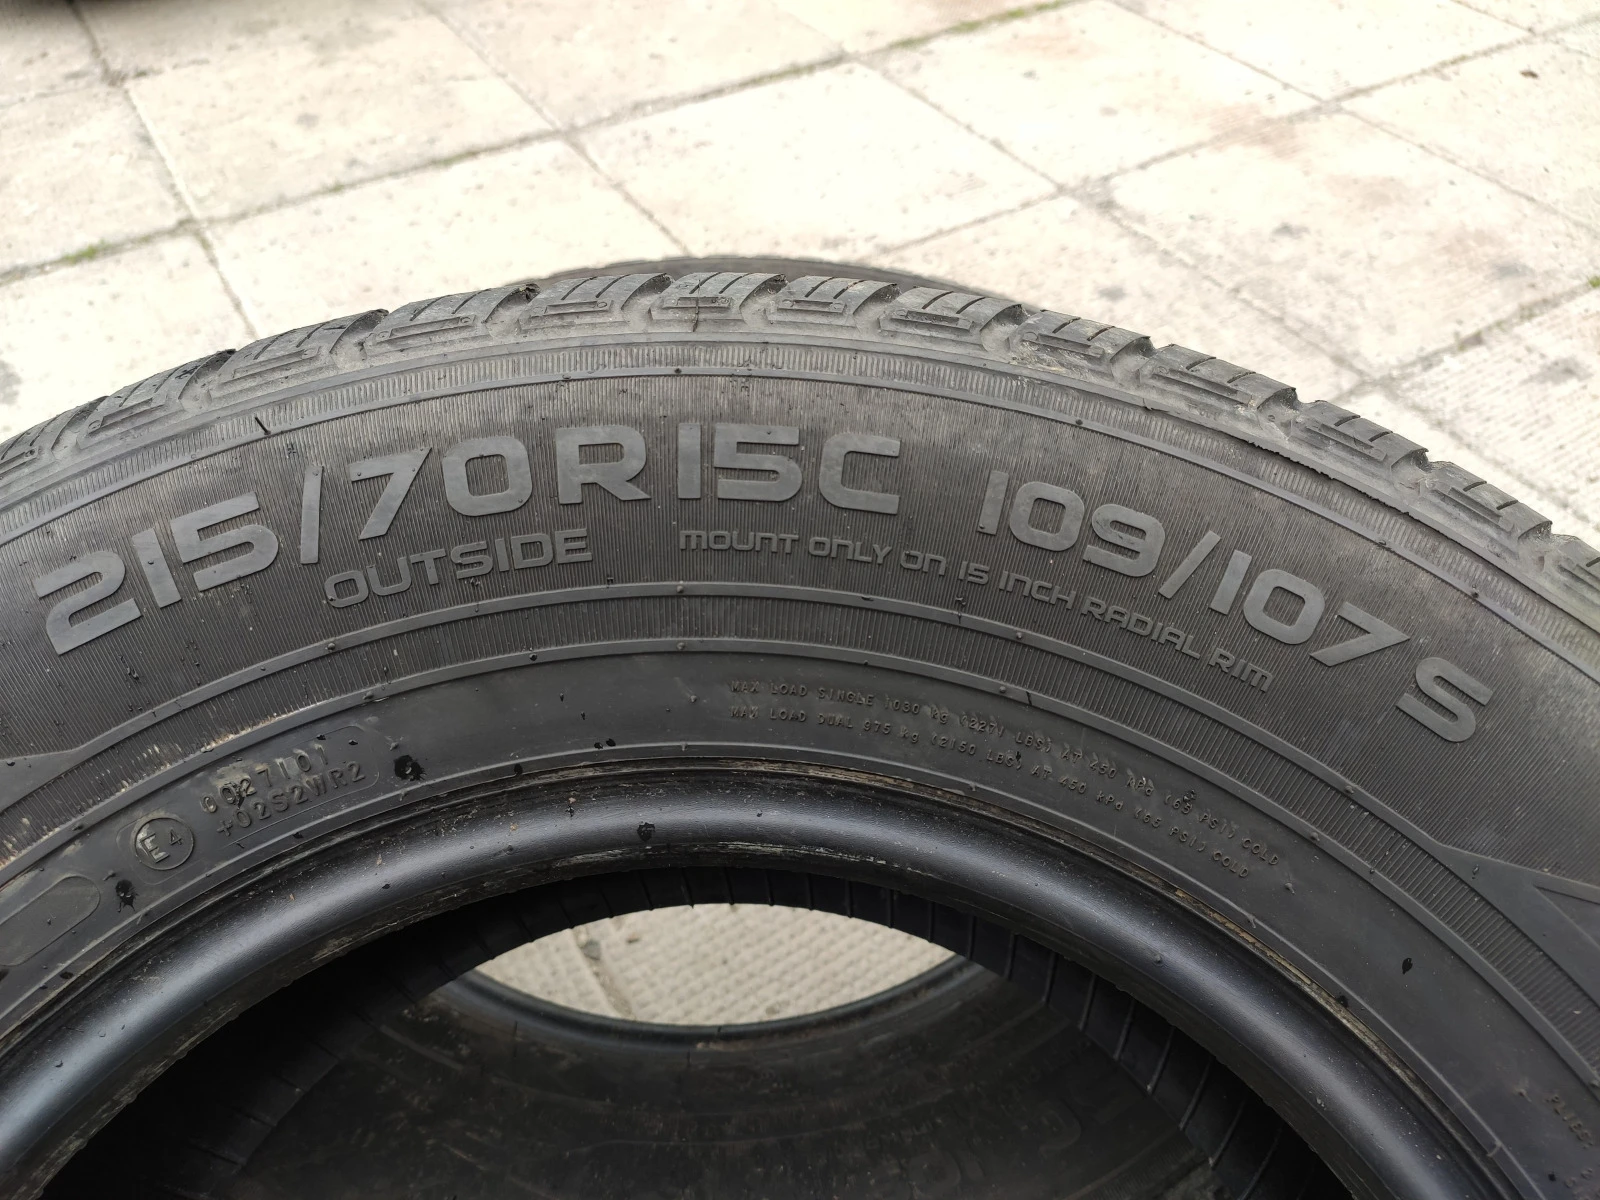 215/70R15C 109/107 S
OUTSIDE MOUNT ONLY ON 15 INCH RADIAL RIM
MAX LOAD SINGLE 1030 kg (2271 LBS) AT 450 kPa (65 PSI) COLD
MAX LOAD DUAL 975 kg (2150 LBS) AT 450 kPa (65 PSI) COLD
E4 0027101
+02S2WR2
PLIES: